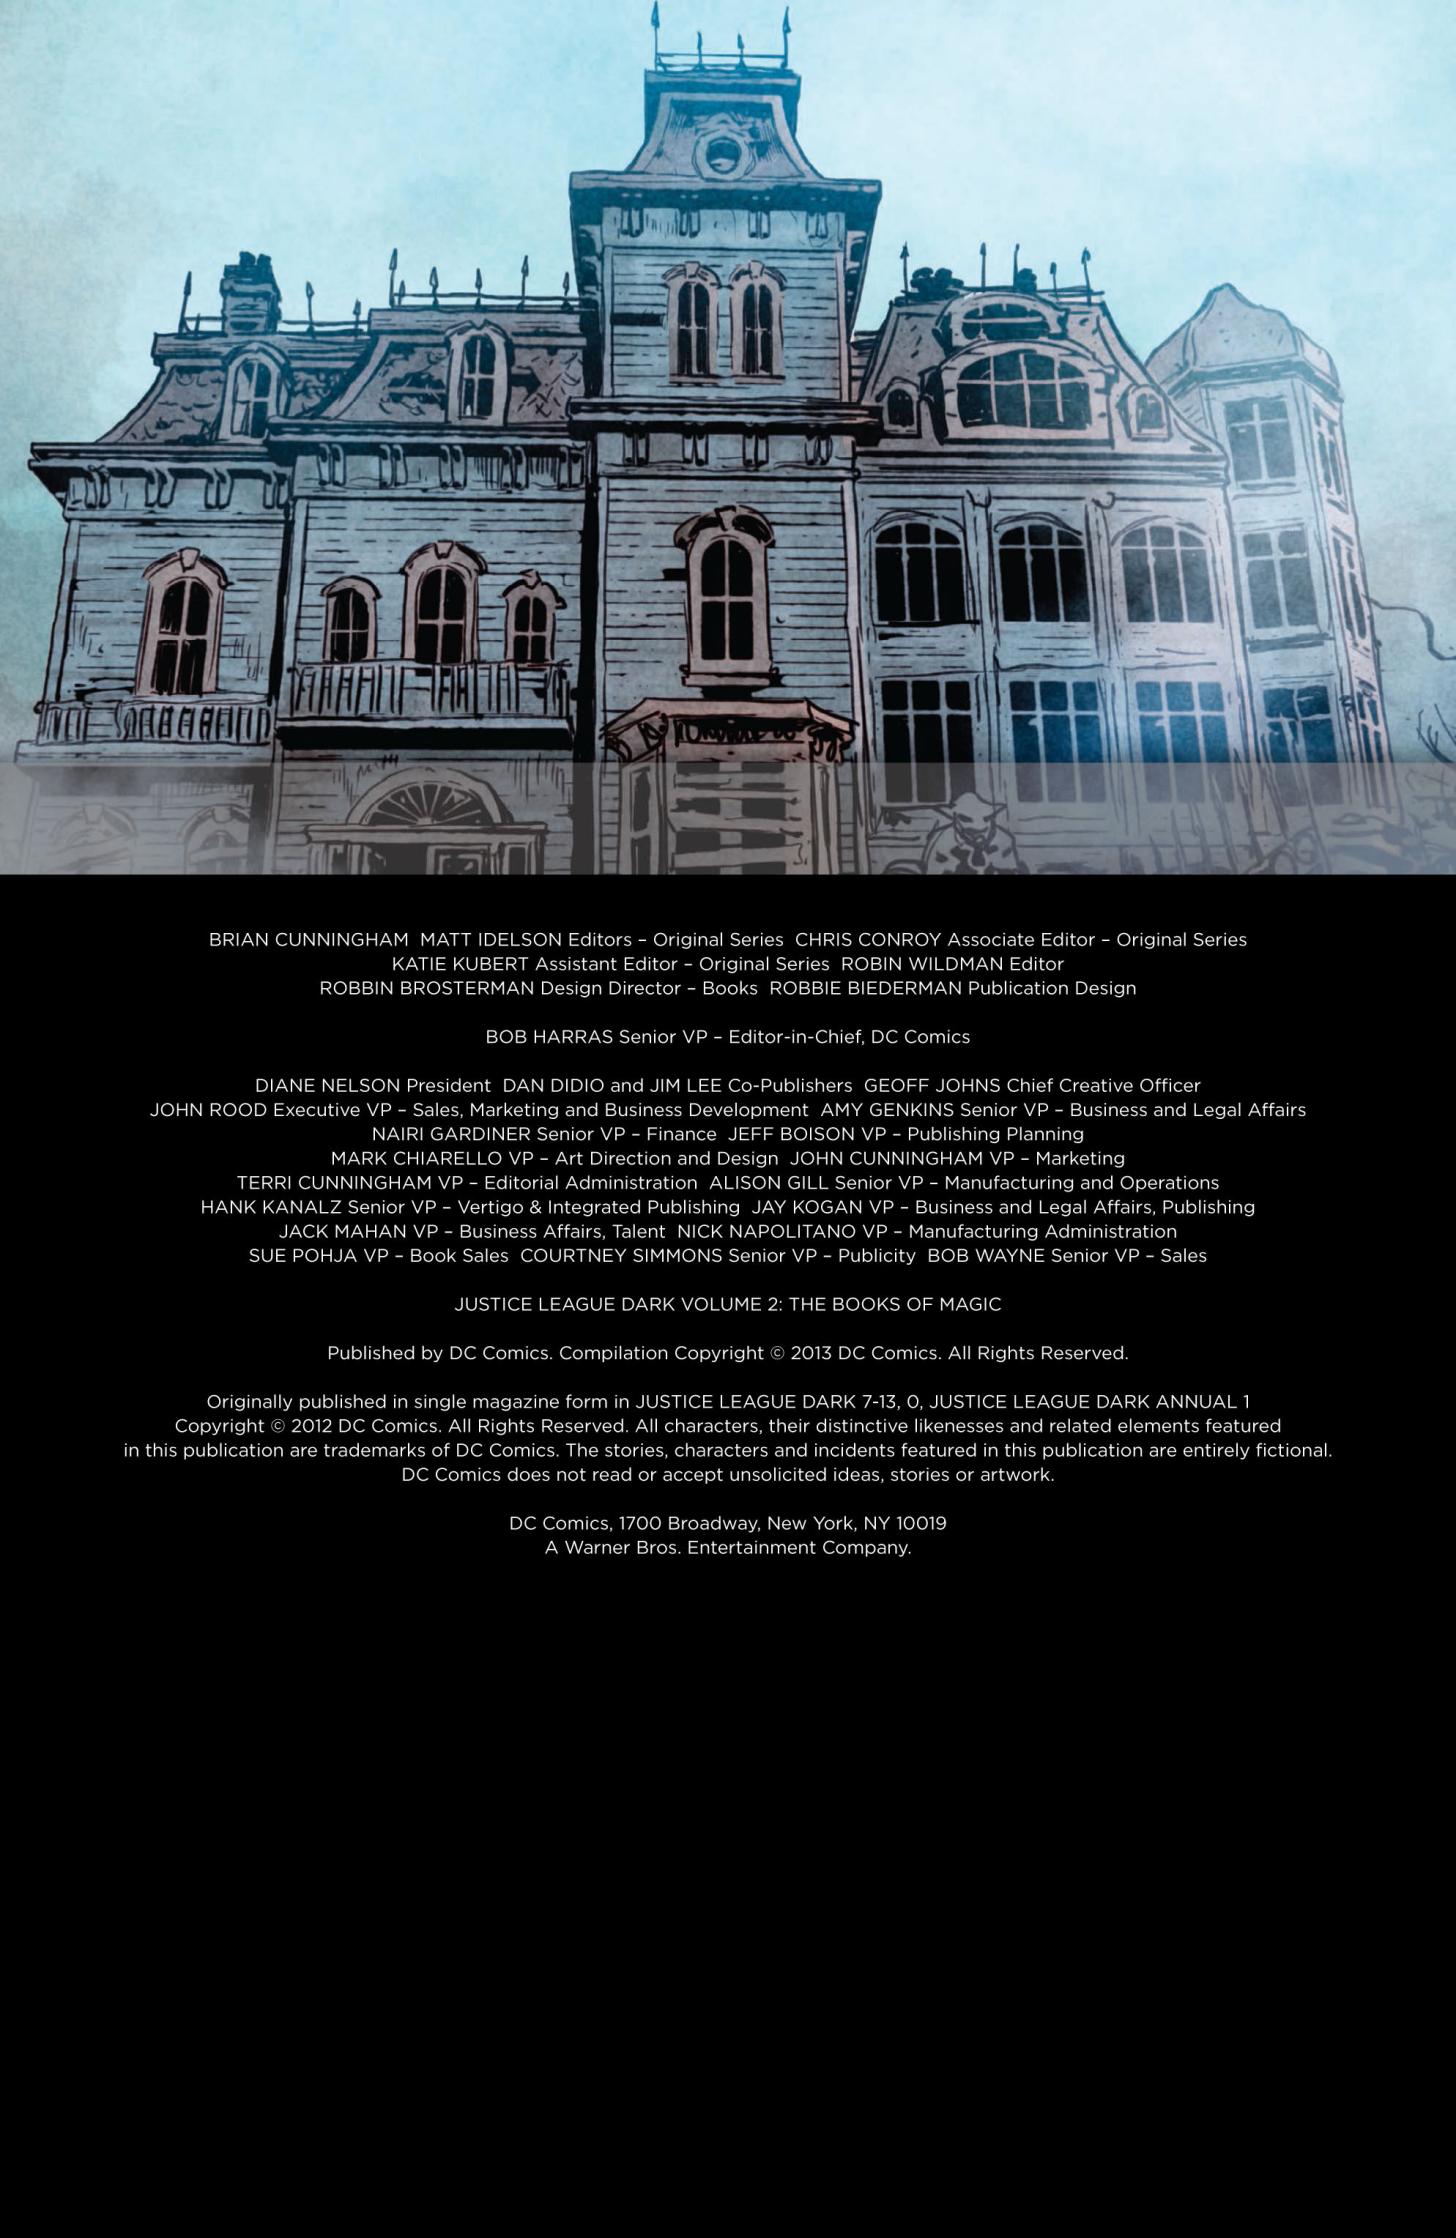 BRIAN CUNNINGHAM  MATT IDELSON Editors – Original Series  CHRIS CONROY Associate Editor – Original Series
KATIE KUBERT Assistant Editor – Original Series  ROBIN WILDMAN Editor
ROBBIN BROSTERMAN Design Director – Books  ROBBIE BIEDERMAN Publication Design
BOB HARRAS Senior VP – Editor-in-Chief, DC Comics
DIANE NELSON President  DAN DIDIO and JIM LEE Co-Publishers  GEOFF JOHNS Chief Creative Officer
JOHN ROOD Executive VP – Sales, Marketing and Business Development  AMY GENKINS Senior VP – Business and Legal Affairs
NAIRI GARDINER Senior VP – Finance  JEFF BOISON VP – Publishing Planning
MARK CHIARELLO VP – Art Direction and Design  JOHN CUNNINGHAM VP – Marketing
TERRI CUNNINGHAM VP – Editorial Administration  ALISON GILL Senior VP – Manufacturing and Operations
HANK KANALZ Senior VP – Vertigo & Integrated Publishing  JAY KOGAN VP – Business and Legal Affairs, Publishing
JACK MAHAN VP – Business Affairs, Talent  NICK NAPOLITANO VP – Manufacturing Administration
SUE POHJA VP – Book Sales  COURTNEY SIMMONS Senior VP – Publicity  BOB WAYNE Senior VP – Sales
JUSTICE LEAGUE DARK VOLUME 2: THE BOOKS OF MAGIC
Published by DC Comics. Compilation Copyright © 2013 DC Comics. All Rights Reserved.
Originally published in single magazine form in JUSTICE LEAGUE DARK 7-13, 0, JUSTICE LEAGUE DARK ANNUAL 1
Copyright © 2012 DC Comics. All Rights Reserved. All characters, their distinctive likenesses and related elements featured
in this publication are trademarks of DC Comics. The stories, characters and incidents featured in this publication are entirely fictional.
DC Comics does not read or accept unsolicited ideas, stories or artwork.
DC Comics, 1700 Broadway, New York, NY 10019
A Warner Bros. Entertainment Company.